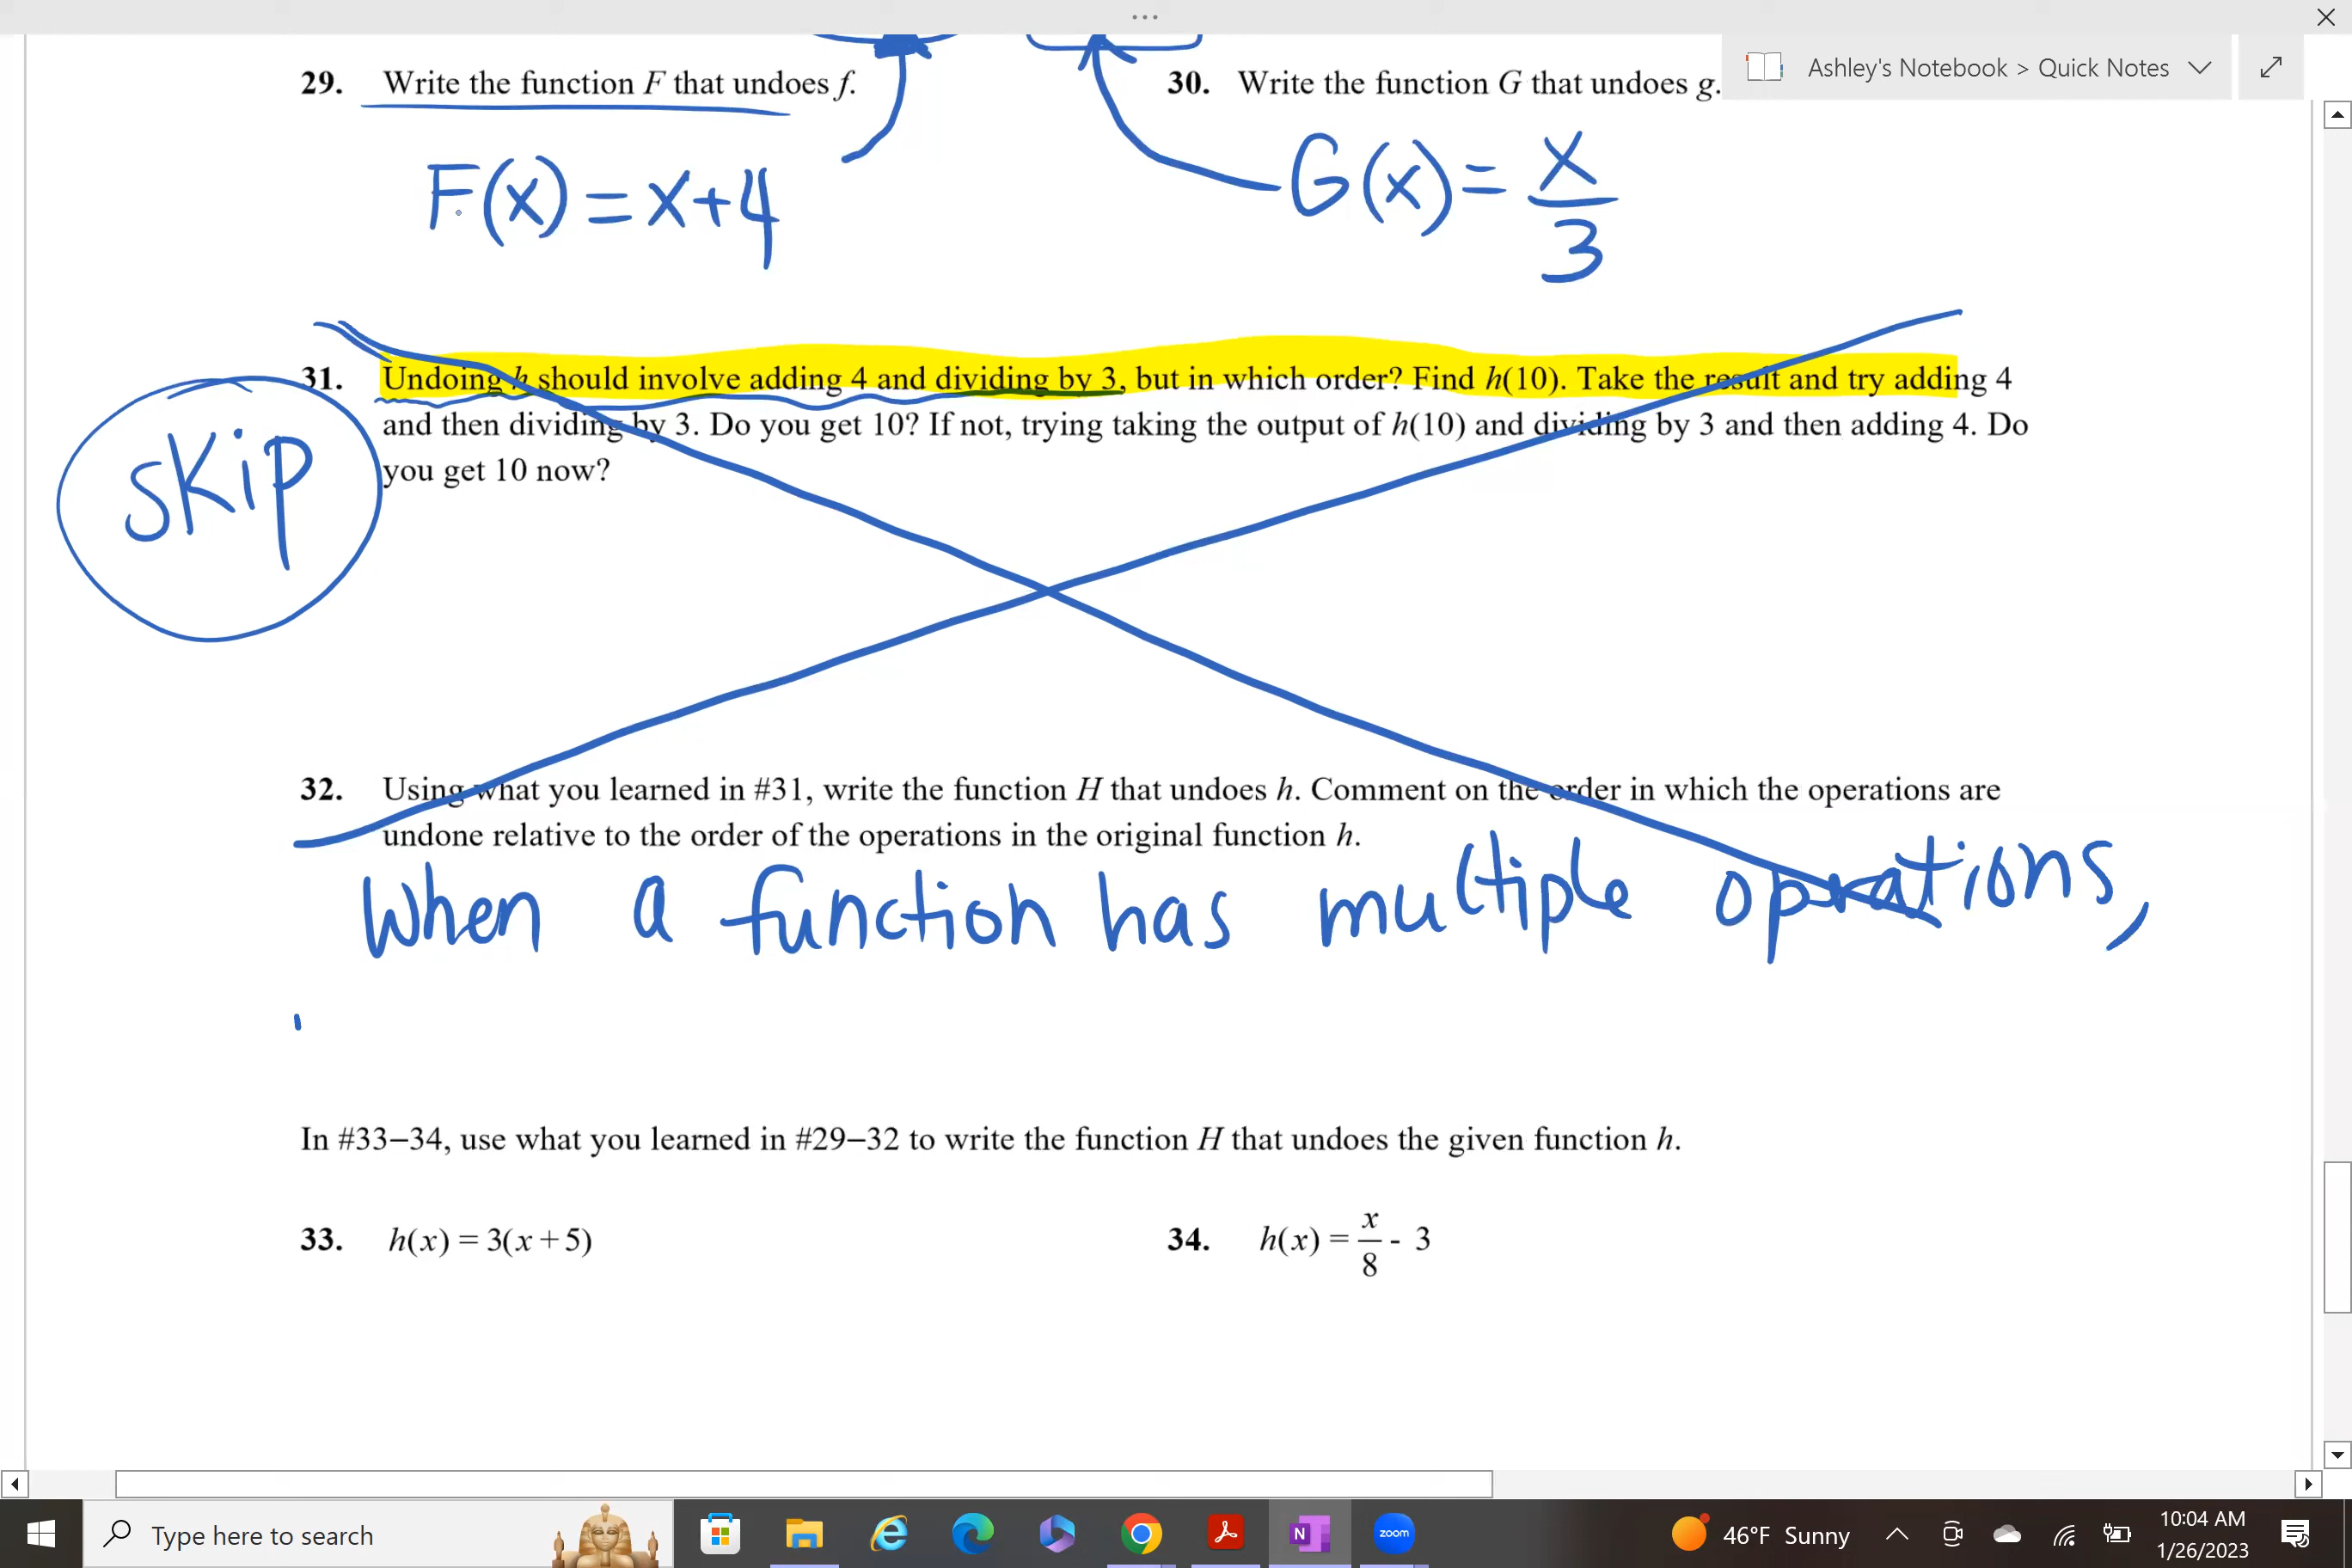 Ashley's Notebook > Quick Notes
29. Write the function F that undoes f.
30. Write the function G that undoes g.
F(x) = x+4
G(x) = x/3
31. Undoing h should involve adding 4 and dividing by 3, but in which order? Find h(10). Take the result and try adding 4
and then dividing by 3. Do you get 10? If not, trying taking the output of h(10) and dividing by 3 and then adding 4. Do
you get 10 now?
skip
32. Using what you learned in #31, write the function H that undoes h. Comment on the order in which the operations are
undone relative to the order of the operations in the original function h.
When a function has multiple oprations,
In #33–34, use what you learned in #29–32 to write the function H that undoes the given function h.
33. h(x) = 3(x + 5)
34. h(x) = x/8 - 3
Type here to search
N
zoom
46°F Sunny
10:04 AM
1/26/2023